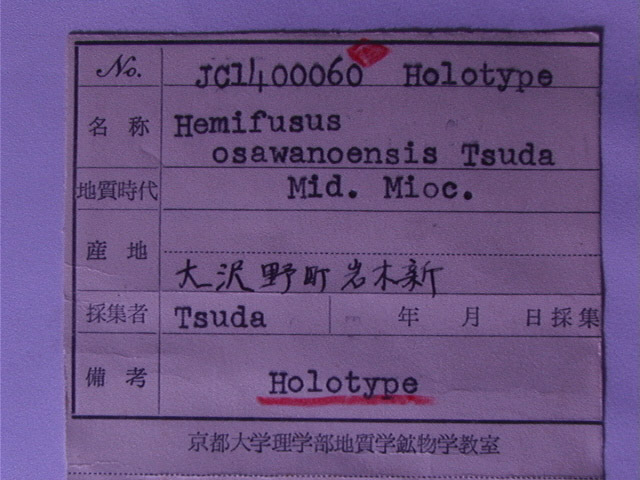 No. JC1400060 Holotype
名称 Hemifusus
osawanoensis Tsuda
地質時代 Mid. Mioc.
産地
大沢野町岩木新
採集者 Tsuda 年 月 日採集
備考 Holotype
京都大学理学部地質学鉱物学教室